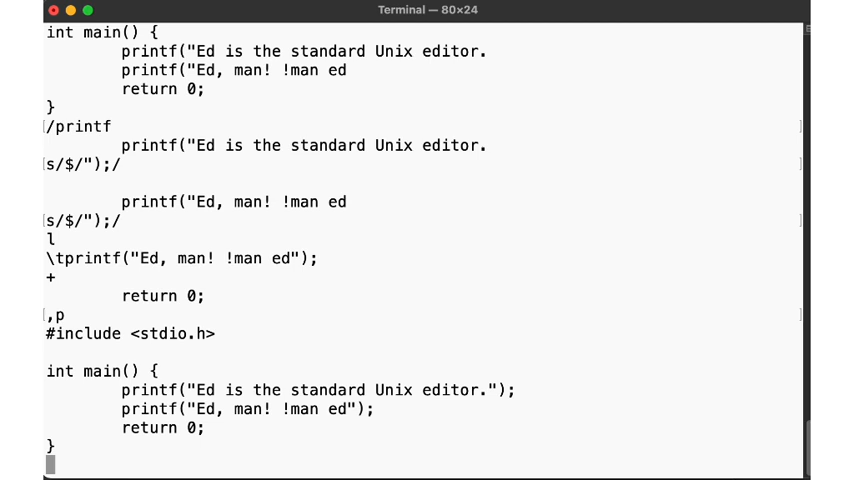 Terminal — 80×24
int main() {
        printf("Ed is the standard Unix editor.
        printf("Ed, man! !man ed
        return 0;
}
[/printf ]
        printf("Ed is the standard Unix editor.
[s/$/");/ ]

        printf("Ed, man! !man ed
[s/$/");/ ]
l
\tprintf("Ed, man! !man ed");
+
        return 0;
[,p ]
#include <stdio.h>

int main() {
        printf("Ed is the standard Unix editor.");
        printf("Ed, man! !man ed");
        return 0;
}